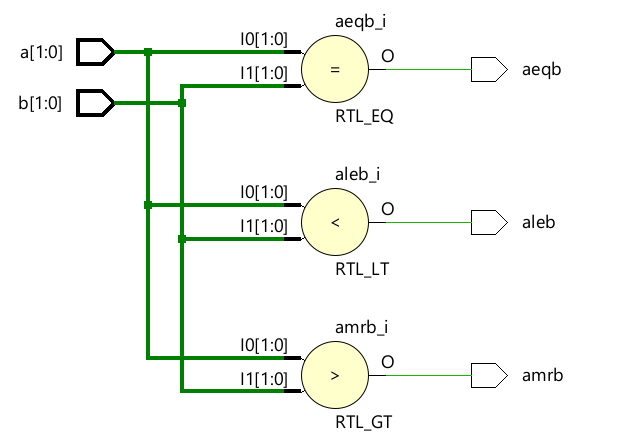 aeqb_i
a[1:0]
I0[1:0]
I1[1:0]
=
O
aeqb
b[1:0]
RTL_EQ
aleb_i
I0[1:0]
I1[1:0]
<
O
aleb
RTL_LT
amrb_i
I0[1:0]
I1[1:0]
>
O
amrb
RTL_GT